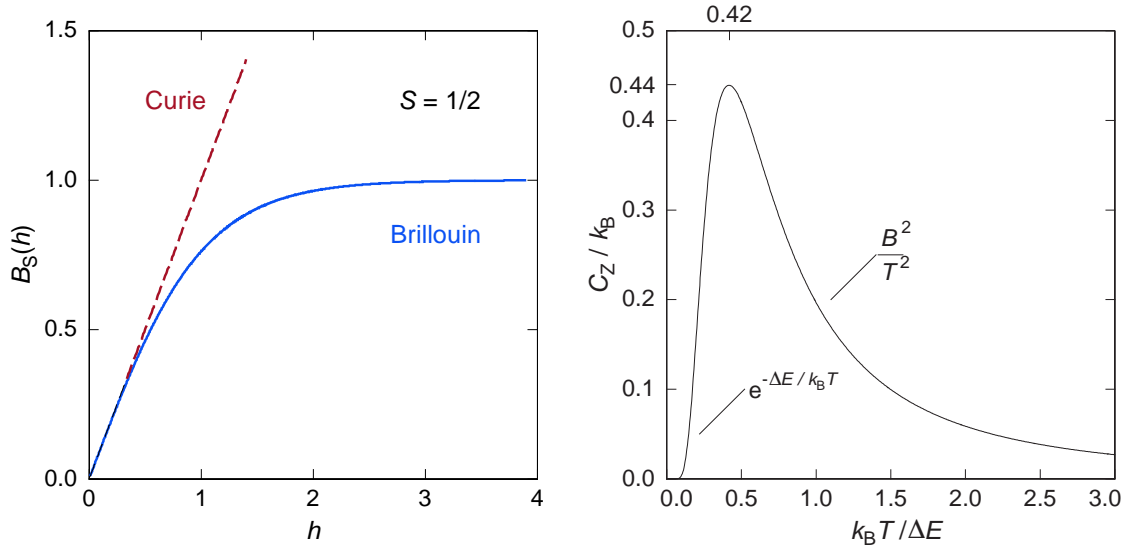 1.5
1.0
0.5
0.0
B_S(h)
Curie
S = 1/2
Brillouin
0
1
2
3
4
h
0.42
0.5
0.44
0.4
0.3
0.2
0.1
0.0
C_Z / k_B
B^2
T^2
e^{-ΔE / k_BT}
0.0
0.5
1.0
1.5
2.0
2.5
3.0
k_BT / ΔE